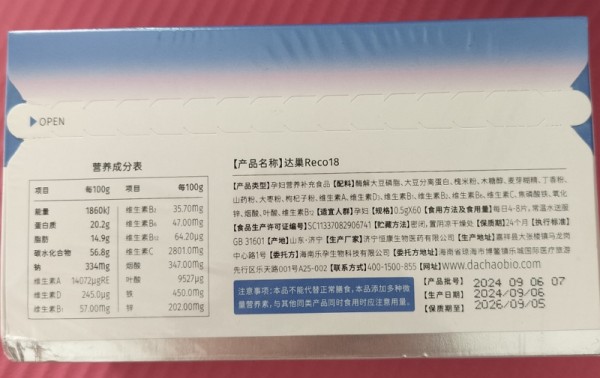 OPEN
营养成分表
项目 每100g 项目 每100g
能量 1860kJ 维生素B₂ 35.70mg
蛋白质 20.2g 维生素B₆ 47.00mg
脂肪 14.9g 维生素B₁₂ 64.20μg
碳水化合物 56.8g 维生素C 2801.0mg
钠 334mg 烟酸 347.00mg
维生素A 14072μgRE 叶酸 9527μg
维生素D 245.0μg 铁 450.0mg
维生素B₁ 57.00mg 锌 202.00mg
【产品名称】达巢Reco18
【产品类型】孕妇营养补充食品【配料】酶解大豆磷脂、大豆分离蛋白、槐米粉、木糖醇、麦芽糊精、丁香粉、
山药粉、大枣粉、枸杞子粉、维生素A、维生素D₃、维生素B₁、维生素B₂、维生素B₆、维生素C、焦磷酸铁、氧化
锌、烟酸、叶酸、维生素B₁₂【适宜人群】孕妇【规格】0.5gX60【食用方法及食用量】每日4-8片，常温水送服
【食品生产许可证编号】SC11337082906741【贮藏方法】密闭，置阴凉干燥处【保质期】24个月【执行标准】
GB 31601【产地】山东·济宁【生产厂家】济宁恒康生物医药有限公司【生产地址】嘉祥县大张楼镇马龙岗
中心路1号【委托方】海南乐孕生物科技有限公司【委托方地址】海南省琼海市博鳌镇乐城国际医疗旅游
先行区乐天路001号A25-002【联系方式】400-1500-855【网址】www.dachaobio.com
注意事项：本品不能代替正常膳食，本品添加多种微
量营养素，与其他同类产品同时食用时应注意用量。
【产品批号】2024 09 06 07
【生产日期】2024/09/06
【保质期至】2026/09/05